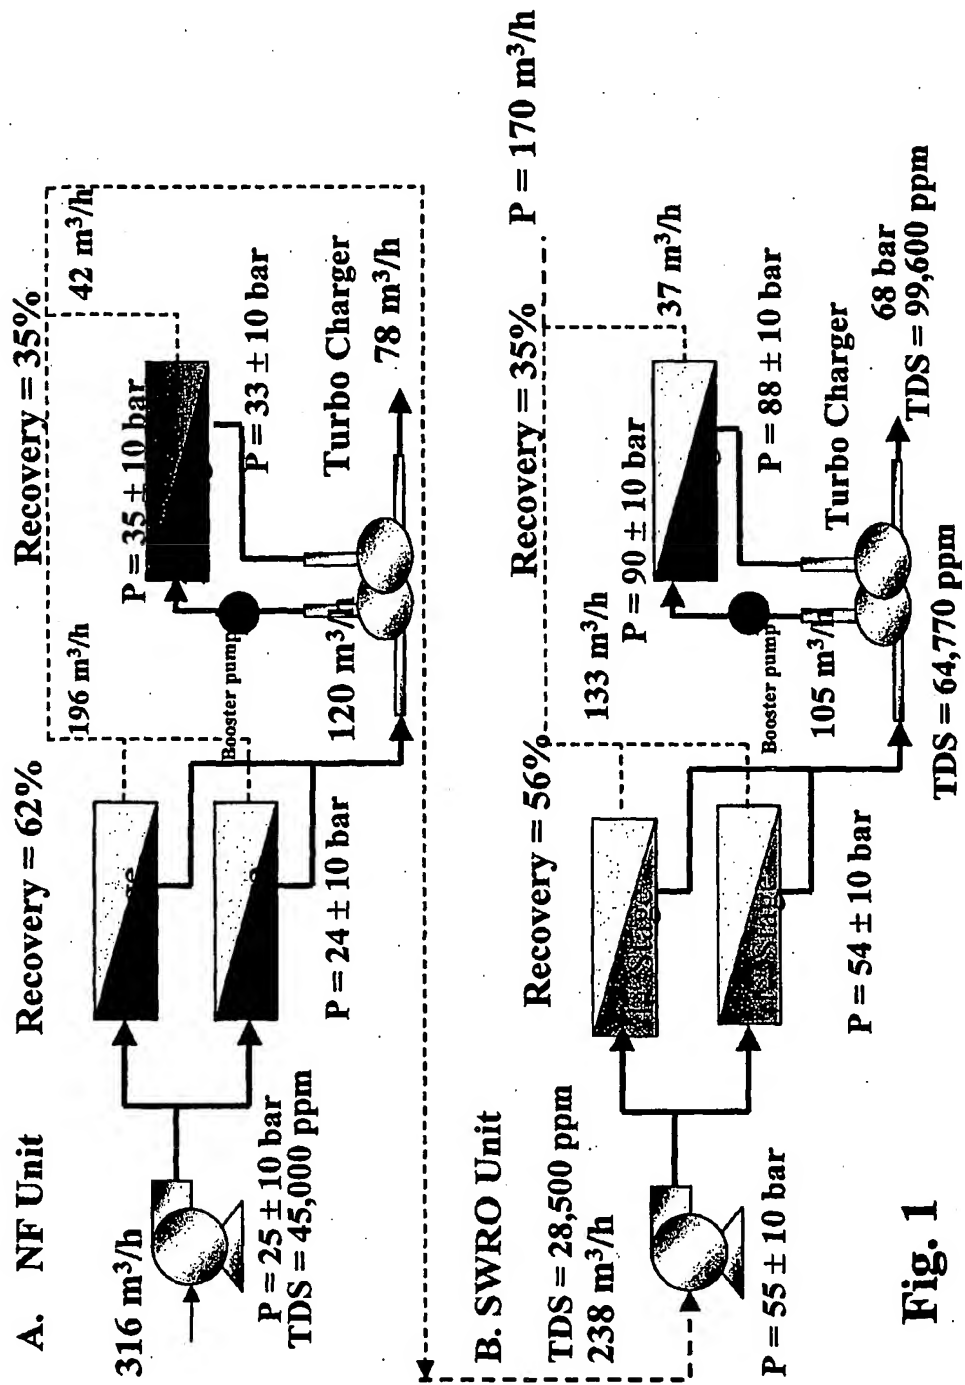 A. NF Unit
316 m³/h
P = 25 ± 10 bar
TDS = 45,000 ppm
Recovery = 62%
P = 24 ± 10 bar
196 m³/h
Booster pump
120 m³/h
Recovery = 35%
P = 35 ± 10 bar
42 m³/h
P = 33 ± 10 bar
Turbo Charger
78 m³/h
B. SWRO Unit
TDS = 28,500 ppm
238 m³/h
P = 55 ± 10 bar
Recovery = 56%
P = 54 ± 10 bar
133 m³/h
P = 90 ± 10 bar
Booster pump
105 m³/h
TDS = 64,770 ppm
Recovery = 35%
P = 170 m³/h
37 m³/h
P = 88 ± 10 bar
Turbo Charger
68 bar
TDS = 99,600 ppm
Fig. 1